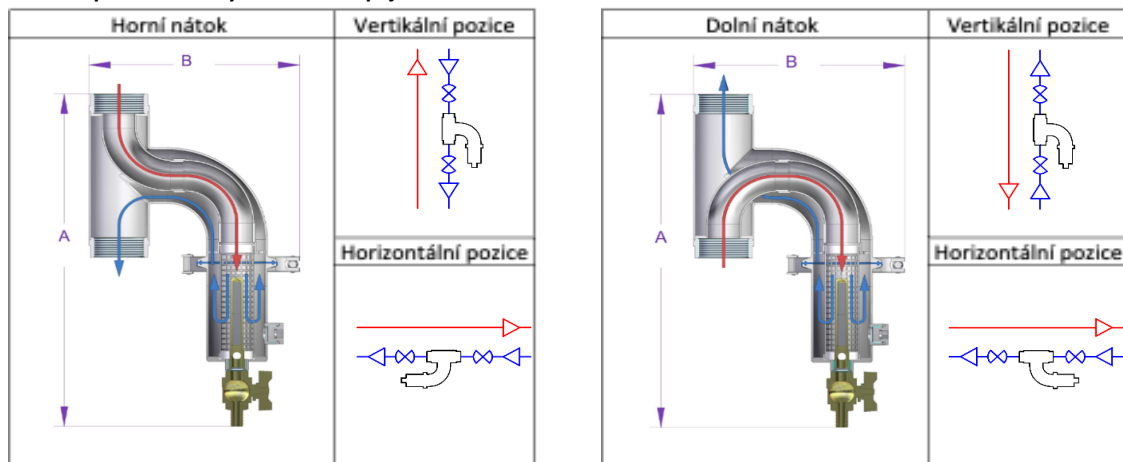 Horní nátok
Vertikální pozice
B
A
Horizontální pozice
Dolní nátok
Vertikální pozice
B
A
Horizontální pozice